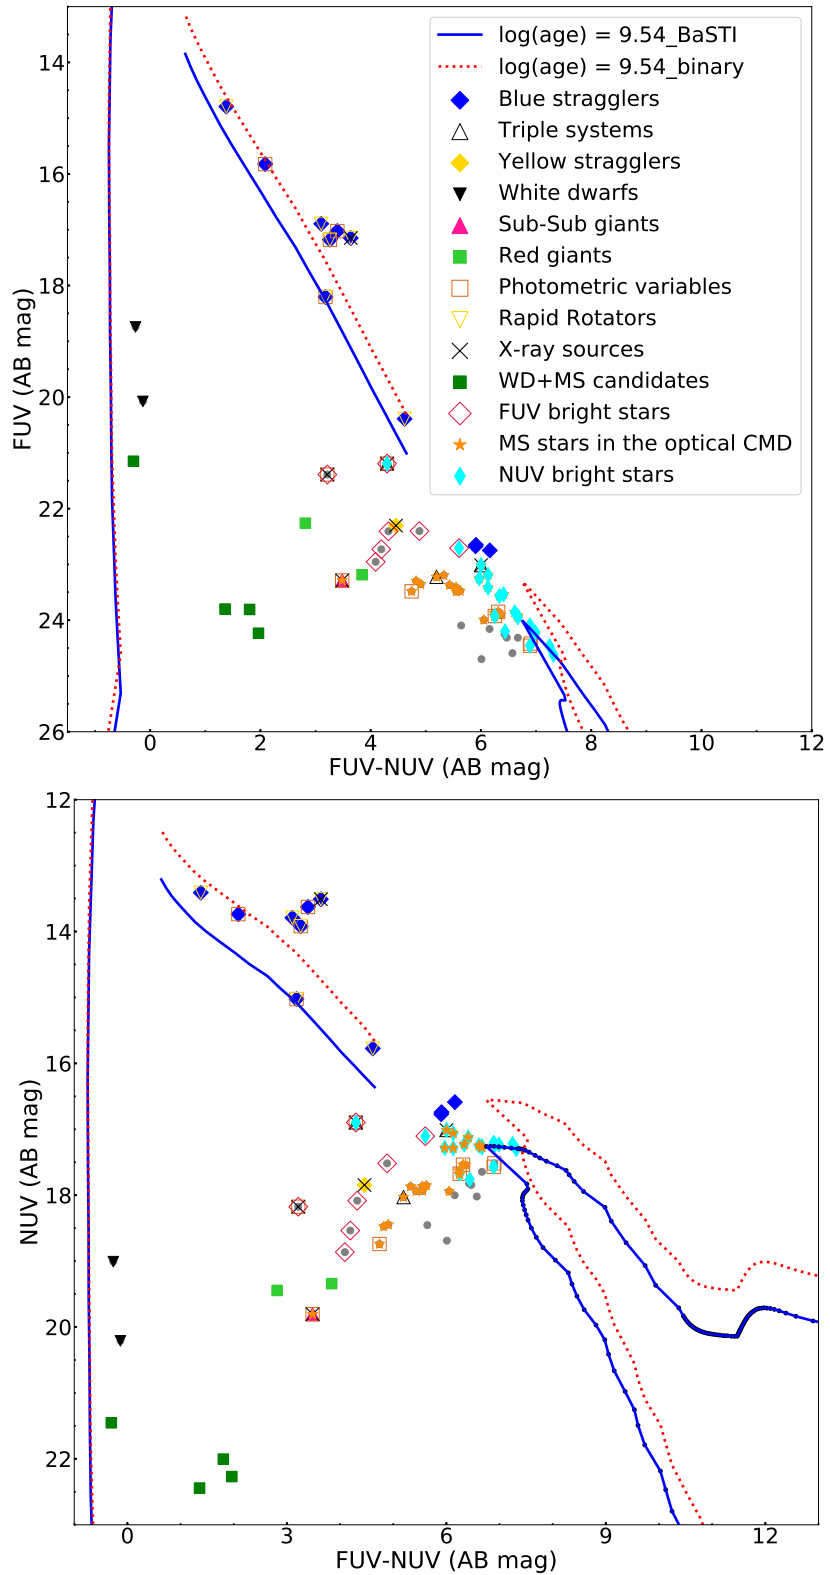 log(age) = 9.54_BaSTI
log(age) = 9.54_binary
Blue stragglers
Triple systems
Yellow stragglers
White dwarfs
Sub-Sub giants
Red giants
Photometric variables
Rapid Rotators
X-ray sources
WD+MS candidates
FUV bright stars
MS stars in the optical CMD
NUV bright stars
14
16
18
20
22
24
26
FUV (AB mag)
0 2 4 6 8 10 12
FUV-NUV (AB mag)
12
14
16
18
20
22
NUV (AB mag)
0 3 6 9 12
FUV-NUV (AB mag)